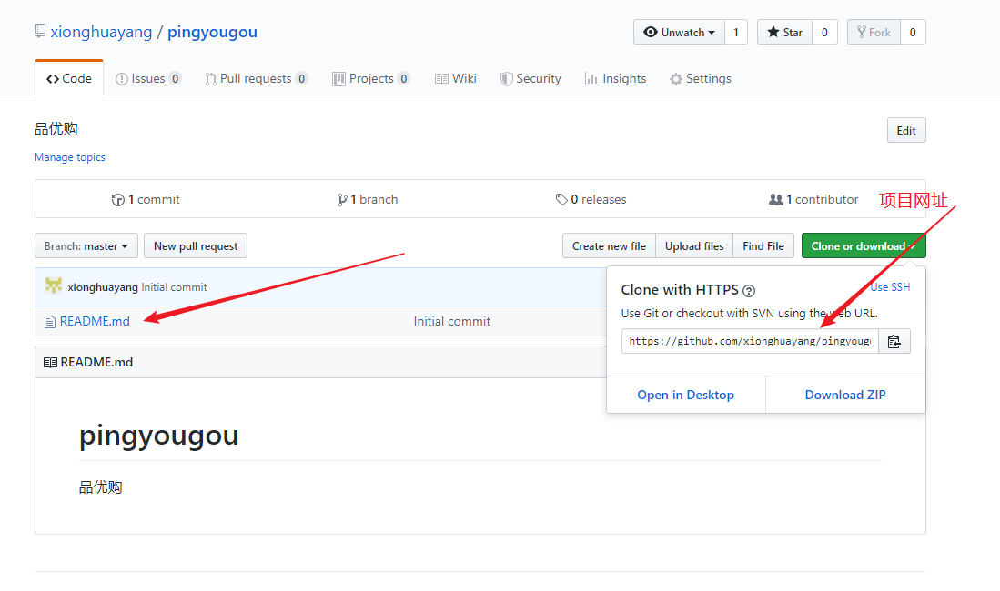 xionghuayang / pingyougou
Unwatch 1 Star 0 Fork 0
Code Issues 0 Pull requests 0 Projects 0 Wiki Security Insights Settings
品优购 Edit
Manage topics
1 commit 1 branch 0 releases 1 contributor 项目网址
Branch: master New pull request Create new file Upload files Find File Clone or download
xionghuayang Initial commit
Clone with HTTPS ? Use SSH
Use Git or checkout with SVN using the web URL.
README.md Initial commit
https://github.com/xionghuayang/pingyoug
README.md
Open in Desktop Download ZIP
pingyougou
品优购